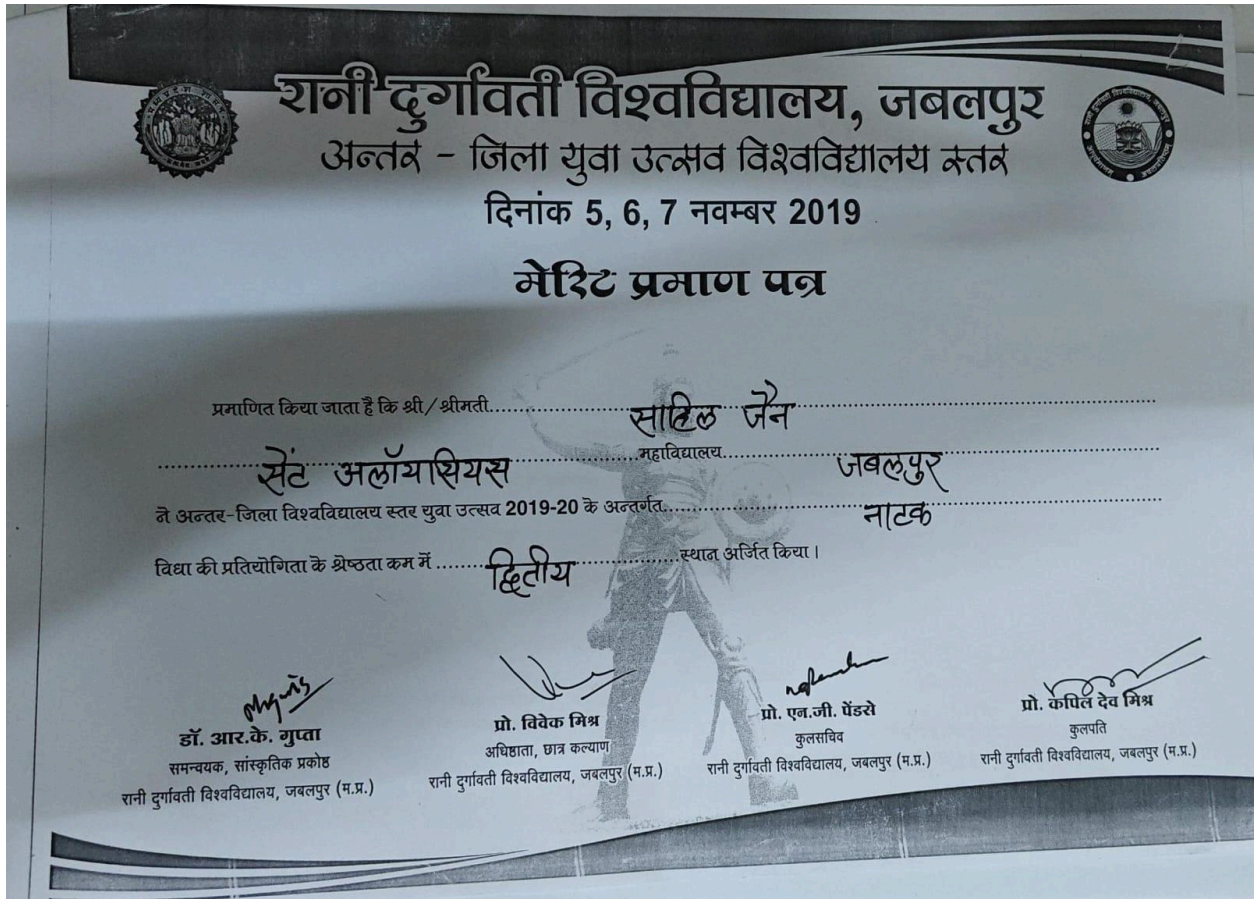 रानी दुर्गावती विश्वविद्यालय, जबलपुर
अन्तर - जिला युवा उत्सव विश्वविद्यालय स्तर
दिनांक 5, 6, 7 नवम्बर 2019
मेरिट प्रमाण पत्र
प्रमाणित किया जाता है कि श्री/श्रीमती.....साहिल जैन.....
.....सेंट अलॉयसियस.....महाविद्यालय.....जबलपुर.....
ने अन्तर-जिला विश्वविद्यालय स्तर युवा उत्सव 2019-20 के अन्तर्गत.....नाटक.....
विधा की प्रतियोगिता के श्रेष्ठता कम में.....द्वितीय.....स्थान अर्जित किया।
डॉ. आर.के. गुप्ता
समन्वयक, सांस्कृतिक प्रकोष्ठ
रानी दुर्गावती विश्वविद्यालय, जबलपुर (म.प्र.)
प्रो. विवेक मिश्र
अधिष्ठाता, छात्र कल्याण
रानी दुर्गावती विश्वविद्यालय, जबलपुर (म.प्र.)
प्रो. एन.जी. पेंडसे
कुलसचिव
रानी दुर्गावती विश्वविद्यालय, जबलपुर (म.प्र.)
प्रो. कपिल देव मिश्र
कुलपति
रानी दुर्गावती विश्वविद्यालय, जबलपुर (म.प्र.)